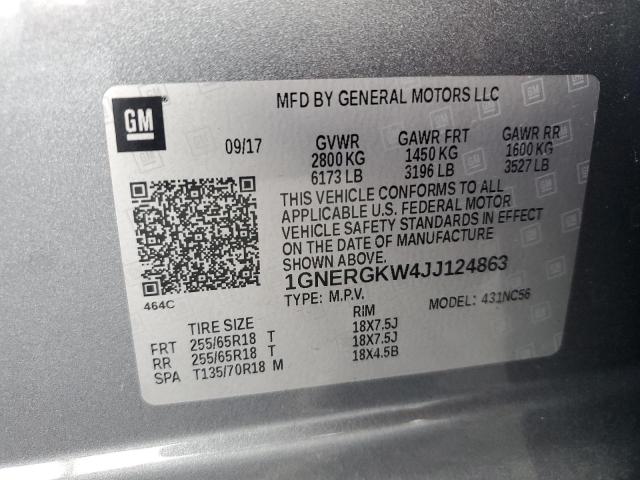 GM
MFD BY GENERAL MOTORS LLC
09/17 GVWR GAWR FRT GAWR RR
2800 KG 1450 KG 1600 KG
6173 LB 3196 LB 3527 LB
THIS VEHICLE CONFORMS TO ALL
APPLICABLE U.S. FEDERAL MOTOR
VEHICLE SAFETY STANDARDS IN EFFECT
ON THE DATE OF MANUFACTURE
SHOWN ABOVE.
1GNERGKW4JJ124863
464C
TYPE: M.P.V. MODEL: 431NC56
TIRE SIZE RIM
FRT 255/65R18 T 18X7.5J
RR 255/65R18 T 18X7.5J
SPA T135/70R18 M 18X4.5B